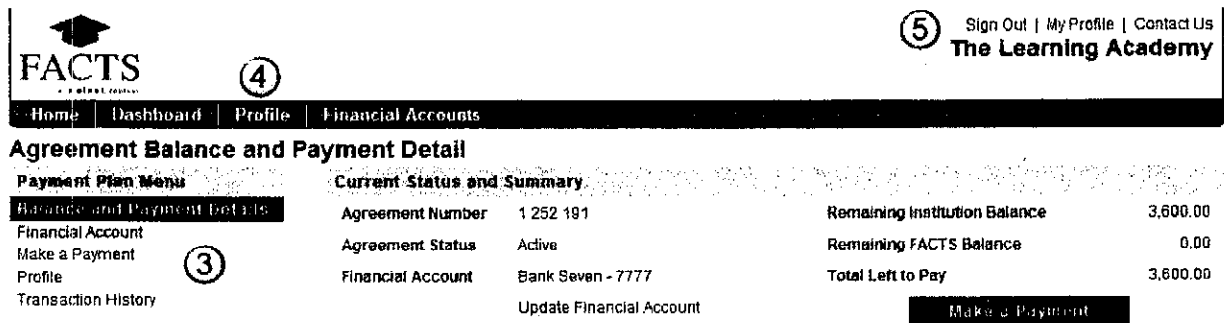 FACTS
⑤ Sign Out | My Profile | Contact Us
The Learning Academy
④
Home | Dashboard | Profile | Financial Accounts
Agreement Balance and Payment Detail
Payment Plan Menu
Balance and Payment Details
Financial Account
Make a Payment
③
Profile
Transaction History
Current Status and Summary
Agreement Number 1 252 191
Agreement Status Active
Financial Account Bank Seven - 7777
Update Financial Account
Remaining Institution Balance 3,600.00
Remaining FACTS Balance 0.00
Total Left to Pay 3,600.00
Make a Payment